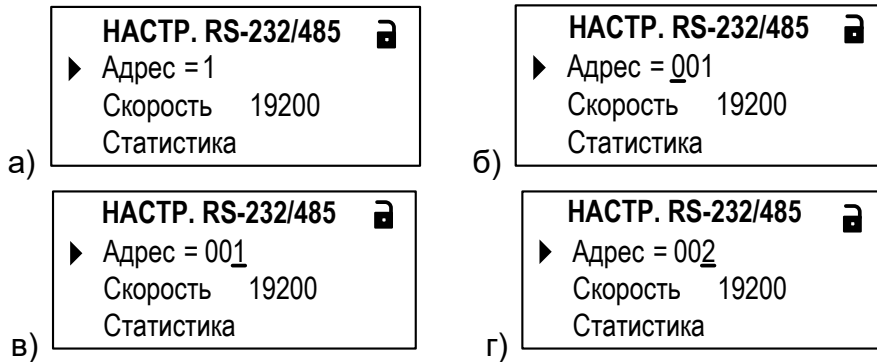 НАСТР. RS-232/485
Адрес =1
Скорость 19200
Статистика
а)
НАСТР. RS-232/485
Адрес = 001
Скорость 19200
Статистика
б)
НАСТР. RS-232/485
Адрес = 001
Скорость 19200
Статистика
в)
НАСТР. RS-232/485
Адрес = 002
Скорость 19200
Статистика
г)